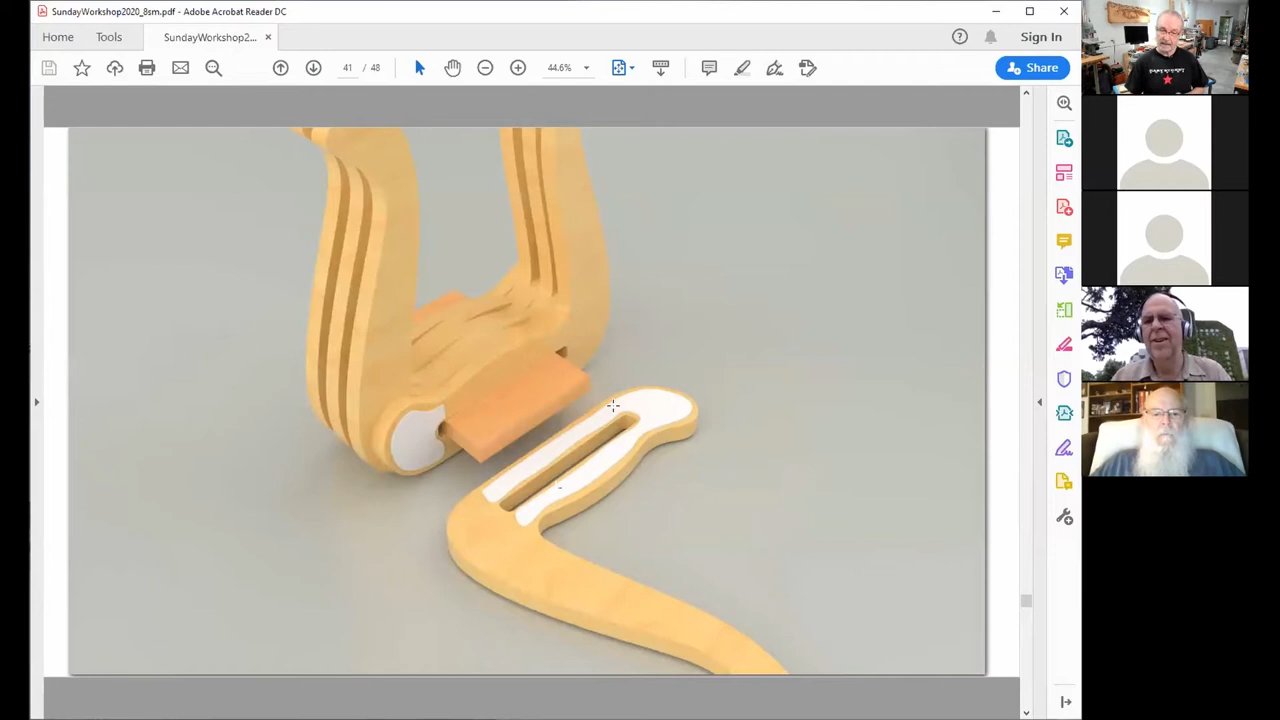 SundayWorkshop2020_8sm.pdf - Adobe Acrobat Reader DC
Home
Tools
SundayWorkshop2...
Sign In
41 / 48
44.6%
Share